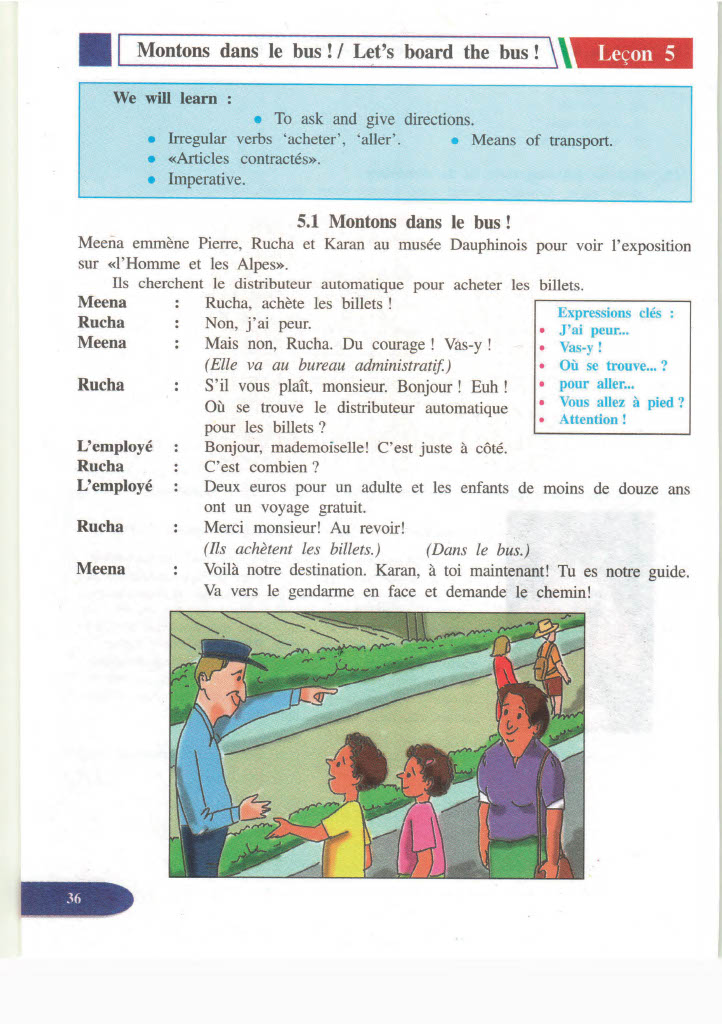 Montons dans le bus ! / Let's board the bus !
Leçon 5
We will learn :
• To ask and give directions.
• Irregular verbs 'acheter', 'aller'. • Means of transport.
• «Articles contractés».
• Imperative.
5.1 Montons dans le bus !
Meena emmène Pierre, Rucha et Karan au musée Dauphinois pour voir l'exposition
sur «l'Homme et les Alpes».
Ils cherchent le distributeur automatique pour acheter les billets.
Meena : Rucha, achète les billets !
Rucha : Non, j'ai peur.
Meena : Mais non, Rucha. Du courage ! Vas-y !
(Elle va au bureau administratif.)
Rucha : S'il vous plaît, monsieur. Bonjour ! Euh !
Où se trouve le distributeur automatique
pour les billets ?
Expressions clés :
• J'ai peur...
• Vas-y !
• Où se trouve... ?
• pour aller...
• Vous allez à pied ?
• Attention !
L'employé : Bonjour, mademoiselle! C'est juste à côté.
Rucha : C'est combien ?
L'employé : Deux euros pour un adulte et les enfants de moins de douze ans
ont un voyage gratuit.
Rucha : Merci monsieur! Au revoir!
(Ils achètent les billets.) (Dans le bus.)
Meena : Voilà notre destination. Karan, à toi maintenant! Tu es notre guide.
Va vers le gendarme en face et demande le chemin!
36